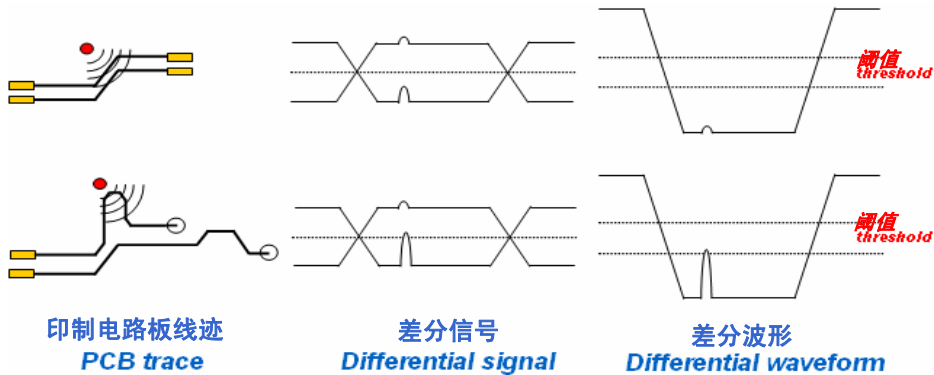 阈值
threshold
阈值
threshold
印制电路板线迹
PCB trace
差分信号
Differential signal
差分波形
Differential waveform